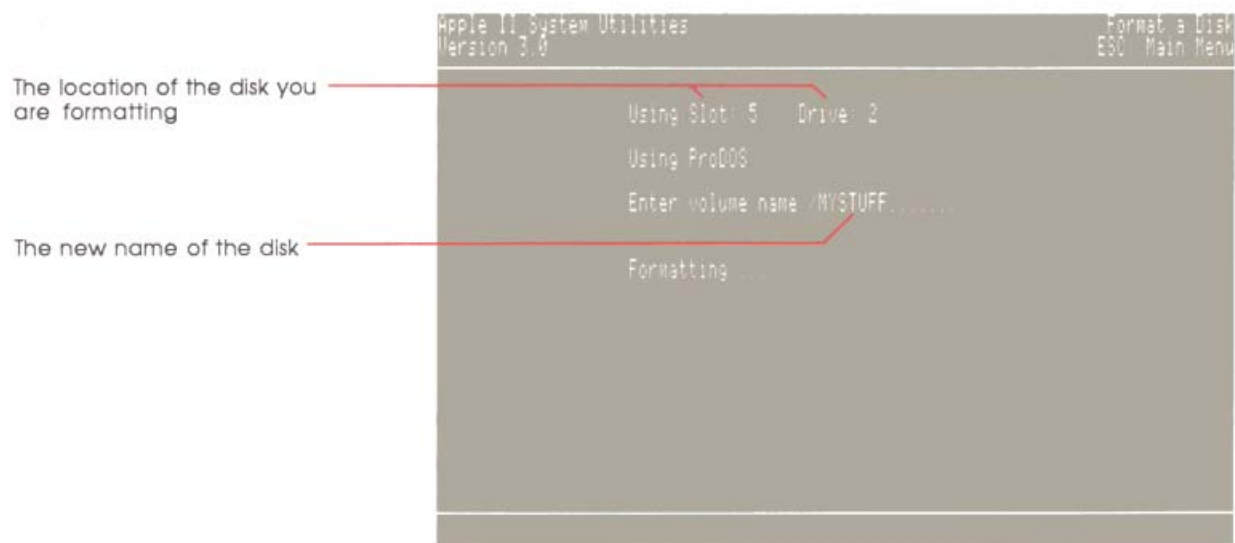 Apple II System Utilities
Version 3.0
Format a Disk
ESC: Main Menu
The location of the disk you
are formatting
Using Slot: 5 Drive: 2
Using ProDOS
Enter volume name /MYSTUFF.......
The new name of the disk
Formatting ...